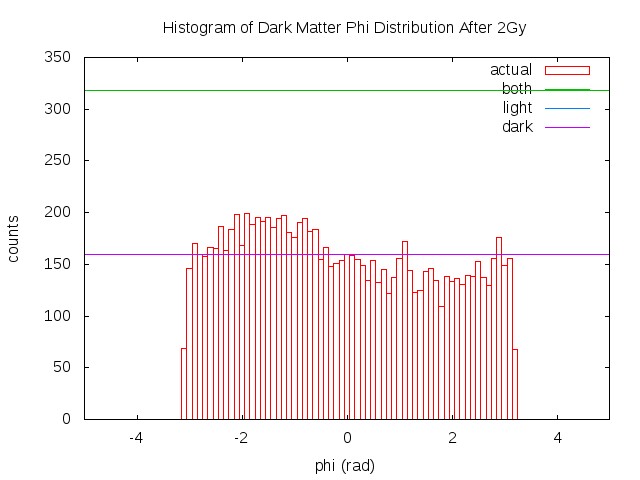 Histogram of Dark Matter Phi Distribution After 2Gy
350
300
250
200
150
100
50
0
counts
actual
both
light
dark
-4
-2
0
2
4
phi (rad)